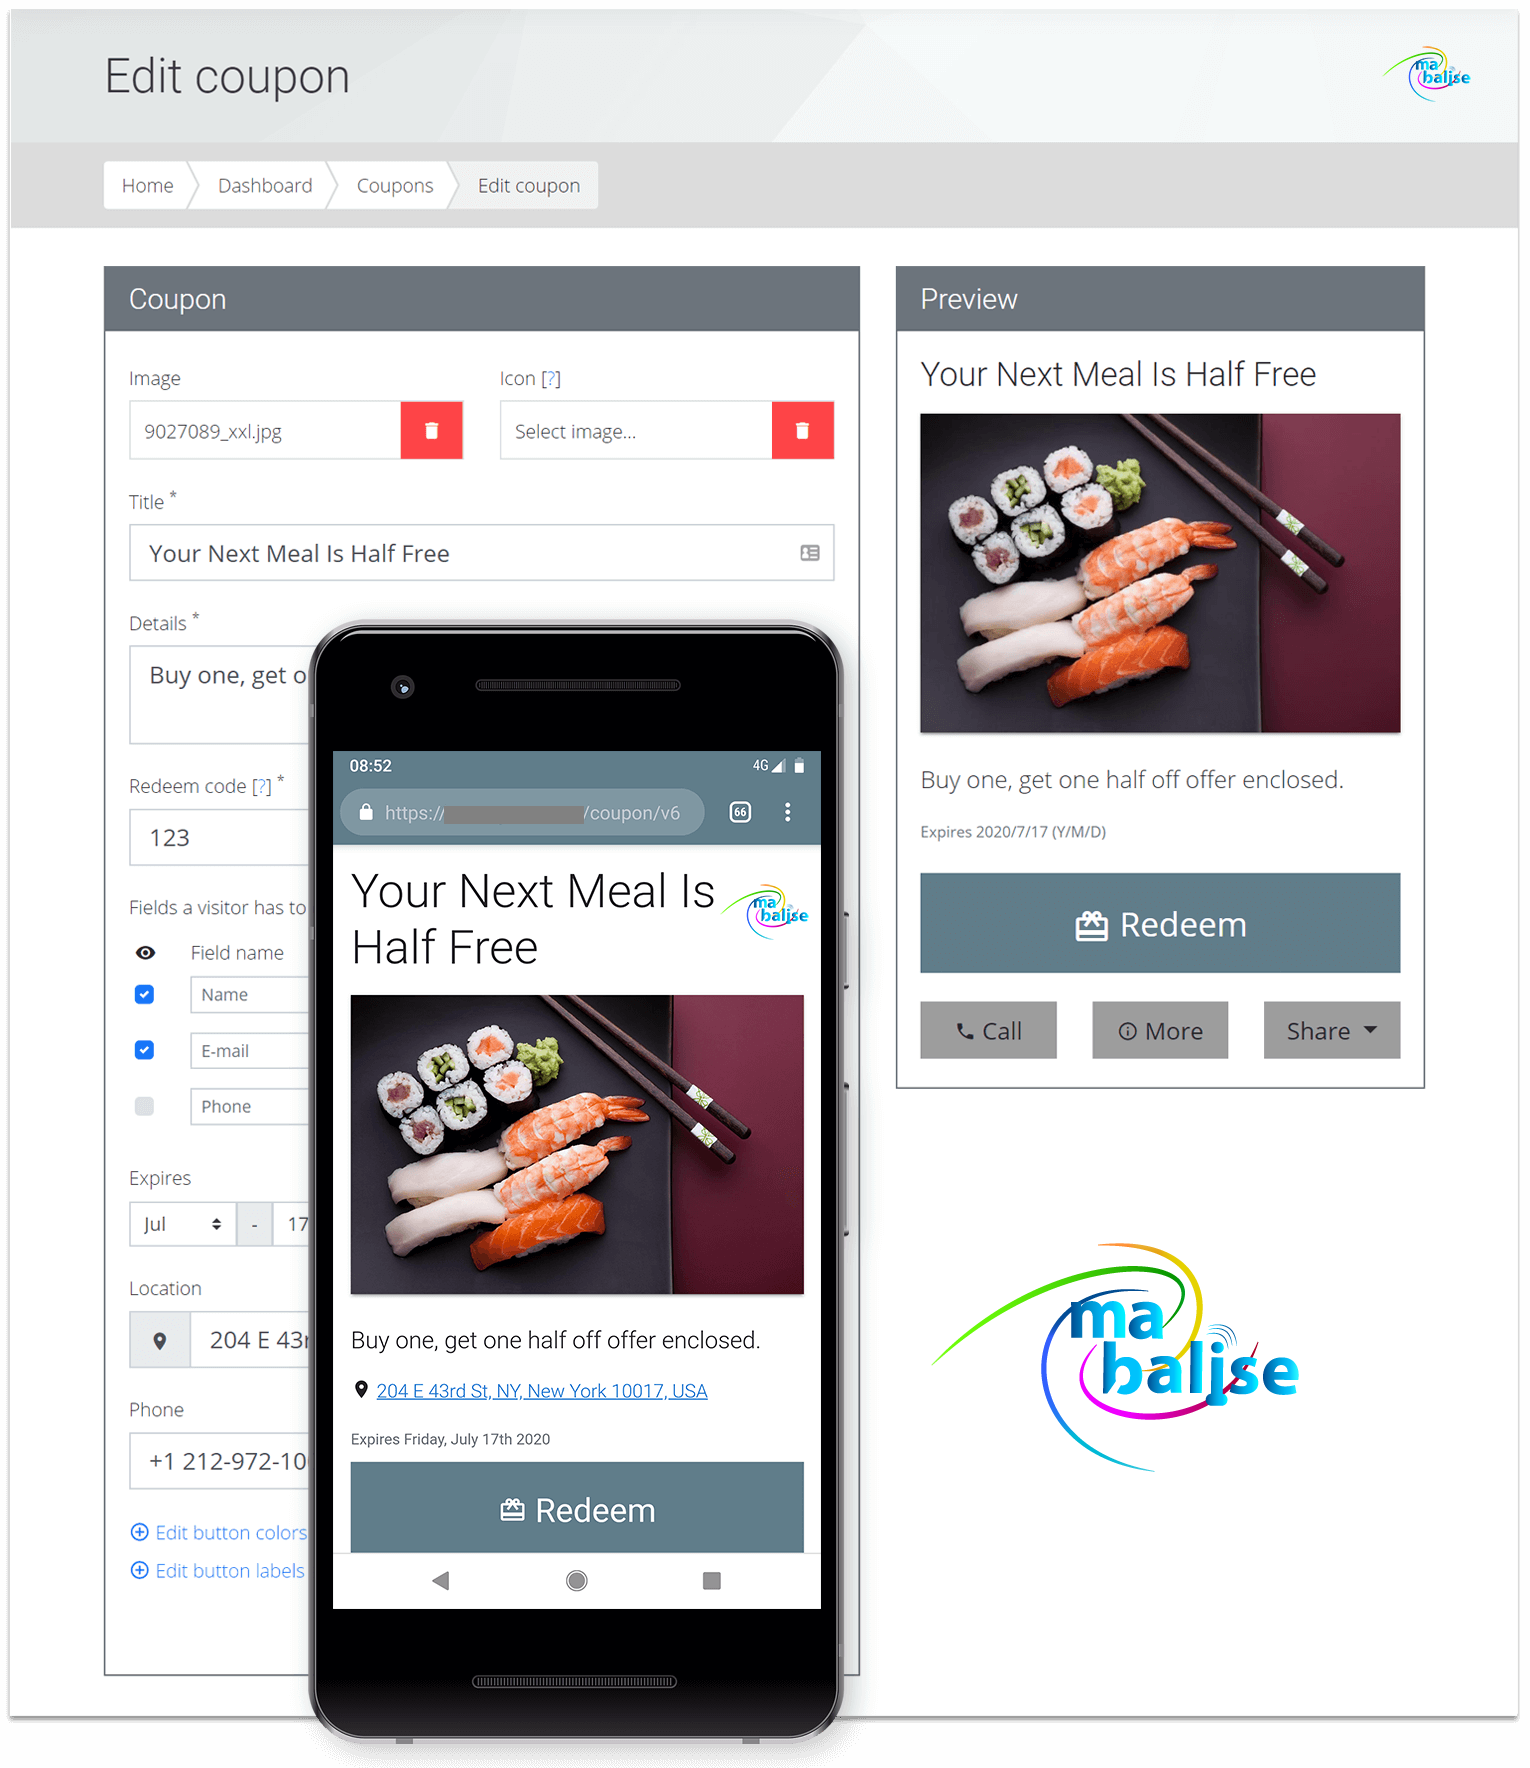 Edit coupon
ma
balise
Home
Dashboard
Coupons
Edit coupon
Coupon
Image
Icon [?]
9027089_xxl.jpg
Select image...
Title *
Your Next Meal Is Half Free
Details *
Buy one, get o
Redeem code [?] *
123
Fields a visitor has to
Field name
Name
E-mail
Phone
Expires
Jul
-
17
Location
204 E 43r
Phone
+1 212-972-10
Edit button colors
Edit button labels
08:52
4G
https://
/coupon/v6
66
Your Next Meal Is
Half Free
ma
balise
Buy one, get one half off offer enclosed.
204 E 43rd St, NY, New York 10017, USA
Expires Friday, July 17th 2020
Redeem
Preview
Your Next Meal Is Half Free
Buy one, get one half off offer enclosed.
Expires 2020/7/17 (Y/M/D)
Redeem
Call
More
Share
ma
balise